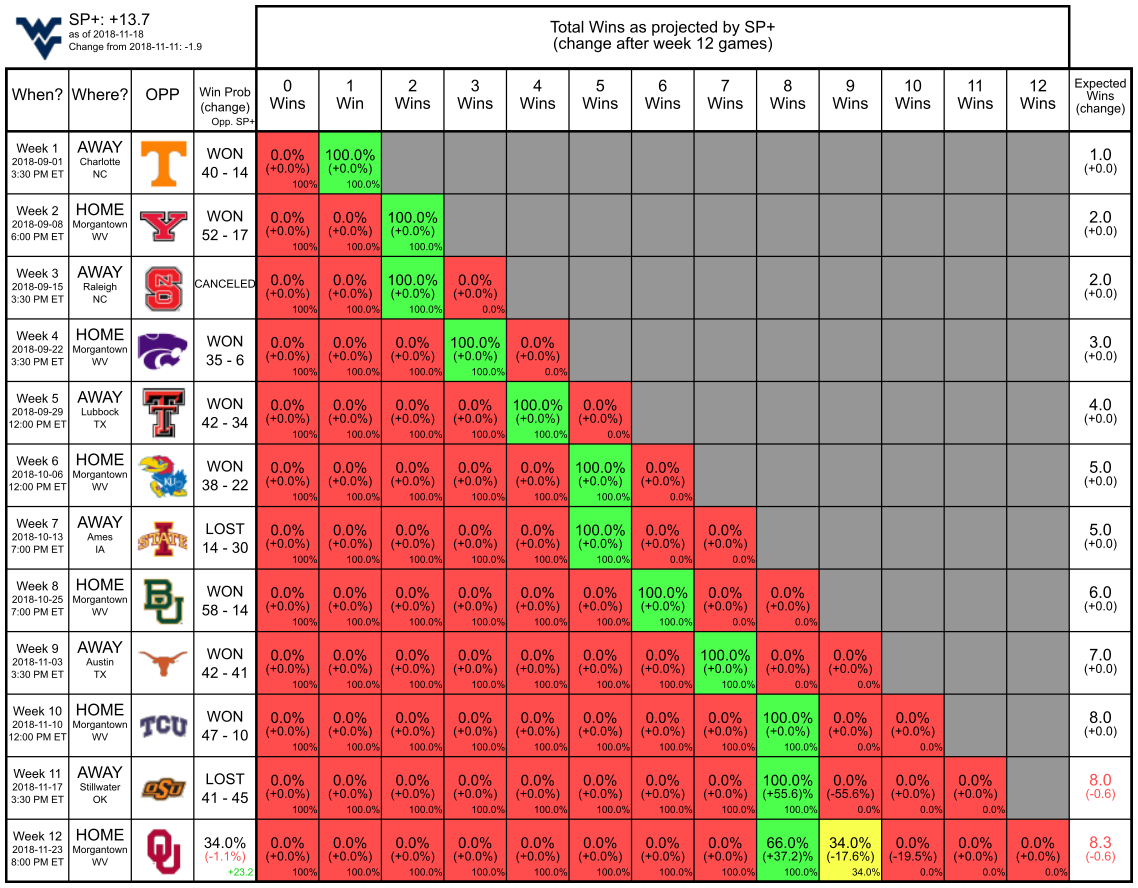 SP+: +13.7
as of 2018-11-18
Change from 2018-11-11: -1.9
Total Wins as projected by SP+
(change after week 12 games)
When? Where? OPP Win Prob (change) Opp. SP+ 0 Wins 1 Win 2 Wins 3 Wins 4 Wins 5 Wins 6 Wins 7 Wins 8 Wins 9 Wins 10 Wins 11 Wins 12 Wins Expected Wins (change)
Week 1 AWAY T WON 0.0% 100.0% 1.0
2018-09-01 Charlotte (+0.0%) (+0.0%) (+0.0)
3:30 PM ET NC 40 - 14 100% 100.0%
Week 2 HOME Y WON 0.0% 0.0% 100.0% 2.0
2018-09-08 Morgantown (+0.0%) (+0.0%) (+0.0%) (+0.0)
6:00 PM ET WV 52 - 17 100% 100.0% 100.0%
Week 3 AWAY NCS CANCELED 0.0% 0.0% 100.0% 0.0% 2.0
2018-09-15 Raleigh (+0.0%) (+0.0%) (+0.0%) (+0.0%) (+0.0)
3:30 PM ET NC 100% 100.0% 100.0% 0.0%
Week 4 HOME WON 0.0% 0.0% 0.0% 100.0% 0.0% 3.0
2018-09-22 Morgantown (+0.0%) (+0.0%) (+0.0%) (+0.0%) (+0.0%) (+0.0)
3:30 PM ET WV 35 - 6 100% 100.0% 100.0% 100.0% 0.0%
Week 5 AWAY TT WON 0.0% 0.0% 0.0% 0.0% 100.0% 0.0% 4.0
2018-09-29 Lubbock (+0.0%) (+0.0%) (+0.0%) (+0.0%) (+0.0%) (+0.0%) (+0.0)
12:00 PM ET TX 42 - 34 100% 100.0% 100.0% 100.0% 100.0% 0.0%
Week 6 HOME KU WON 0.0% 0.0% 0.0% 0.0% 0.0% 100.0% 0.0% 5.0
2018-10-06 Morgantown (+0.0%) (+0.0%) (+0.0%) (+0.0%) (+0.0%) (+0.0%) (+0.0%) (+0.0)
12:00 PM ET WV 38 - 22 100% 100.0% 100.0% 100.0% 100.0% 100.0% 0.0%
Week 7 AWAY I STATE LOST 0.0% 0.0% 0.0% 0.0% 0.0% 100.0% 0.0% 0.0% 5.0
2018-10-13 Ames (+0.0%) (+0.0%) (+0.0%) (+0.0%) (+0.0%) (+0.0%) (+0.0%) (+0.0%) (+0.0)
7:00 PM ET IA 14 - 30 100% 100.0% 100.0% 100.0% 100.0% 100.0% 0.0% 0.0%
Week 8 HOME BU WON 0.0% 0.0% 0.0% 0.0% 0.0% 0.0% 100.0% 0.0% 0.0% 6.0
2018-10-25 Morgantown (+0.0%) (+0.0%) (+0.0%) (+0.0%) (+0.0%) (+0.0%) (+0.0%) (+0.0%) (+0.0%) (+0.0)
7:00 PM ET WV 58 - 14 100% 100.0% 100.0% 100.0% 100.0% 100.0% 100.0% 0.0% 0.0%
Week 9 AWAY WON 0.0% 0.0% 0.0% 0.0% 0.0% 0.0% 0.0% 100.0% 0.0% 0.0% 7.0
2018-11-03 Austin (+0.0%) (+0.0%) (+0.0%) (+0.0%) (+0.0%) (+0.0%) (+0.0%) (+0.0%) (+0.0%) (+0.0%) (+0.0)
3:30 PM ET TX 42 - 41 100% 100.0% 100.0% 100.0% 100.0% 100.0% 100.0% 100.0% 0.0% 0.0%
Week 10 HOME TCU WON 0.0% 0.0% 0.0% 0.0% 0.0% 0.0% 0.0% 0.0% 100.0% 0.0% 0.0% 8.0
2018-11-10 Morgantown (+0.0%) (+0.0%) (+0.0%) (+0.0%) (+0.0%) (+0.0%) (+0.0%) (+0.0%) (+0.0%) (+0.0%) (+0.0%) (+0.0)
12:00 PM ET WV 47 - 10 100% 100.0% 100.0% 100.0% 100.0% 100.0% 100.0% 100.0% 100.0% 0.0% 0.0%
Week 11 AWAY OSU LOST 0.0% 0.0% 0.0% 0.0% 0.0% 0.0% 0.0% 0.0% 100.0% 0.0% 0.0% 0.0% 8.0
2018-11-17 Stillwater (+0.0%) (+0.0%) (+0.0%) (+0.0%) (+0.0%) (+0.0%) (+0.0%) (+0.0%) (+55.6)% (-55.6%) (+0.0%) (+0.0%) (-0.6)
3:30 PM ET OK 41 - 45 100% 100.0% 100.0% 100.0% 100.0% 100.0% 100.0% 100.0% 100.0% 0.0% 0.0% 0.0%
Week 12 HOME OU 34.0% 0.0% 0.0% 0.0% 0.0% 0.0% 0.0% 0.0% 0.0% 66.0% 34.0% 0.0% 0.0% 0.0% 8.3
2018-11-23 Morgantown (-1.1%) (+0.0%) (+0.0%) (+0.0%) (+0.0%) (+0.0%) (+0.0%) (+0.0%) (+0.0%) (+37.2)% (-17.6%) (-19.5%) (+0.0%) (+0.0%) (-0.6)
8:00 PM ET WV +23.2 100% 100.0% 100.0% 100.0% 100.0% 100.0% 100.0% 100.0% 100.0% 34.0% 0.0% 0.0% 0.0%